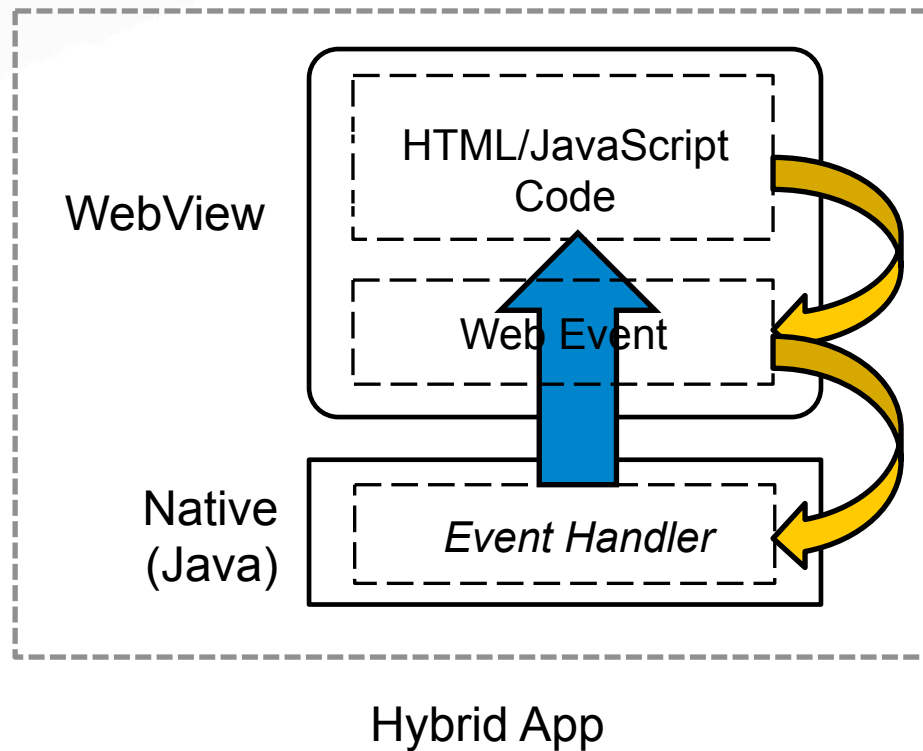 HTML/JavaScript
Code
WebView
Web Event
Native
(Java)
Event Handler
Hybrid App